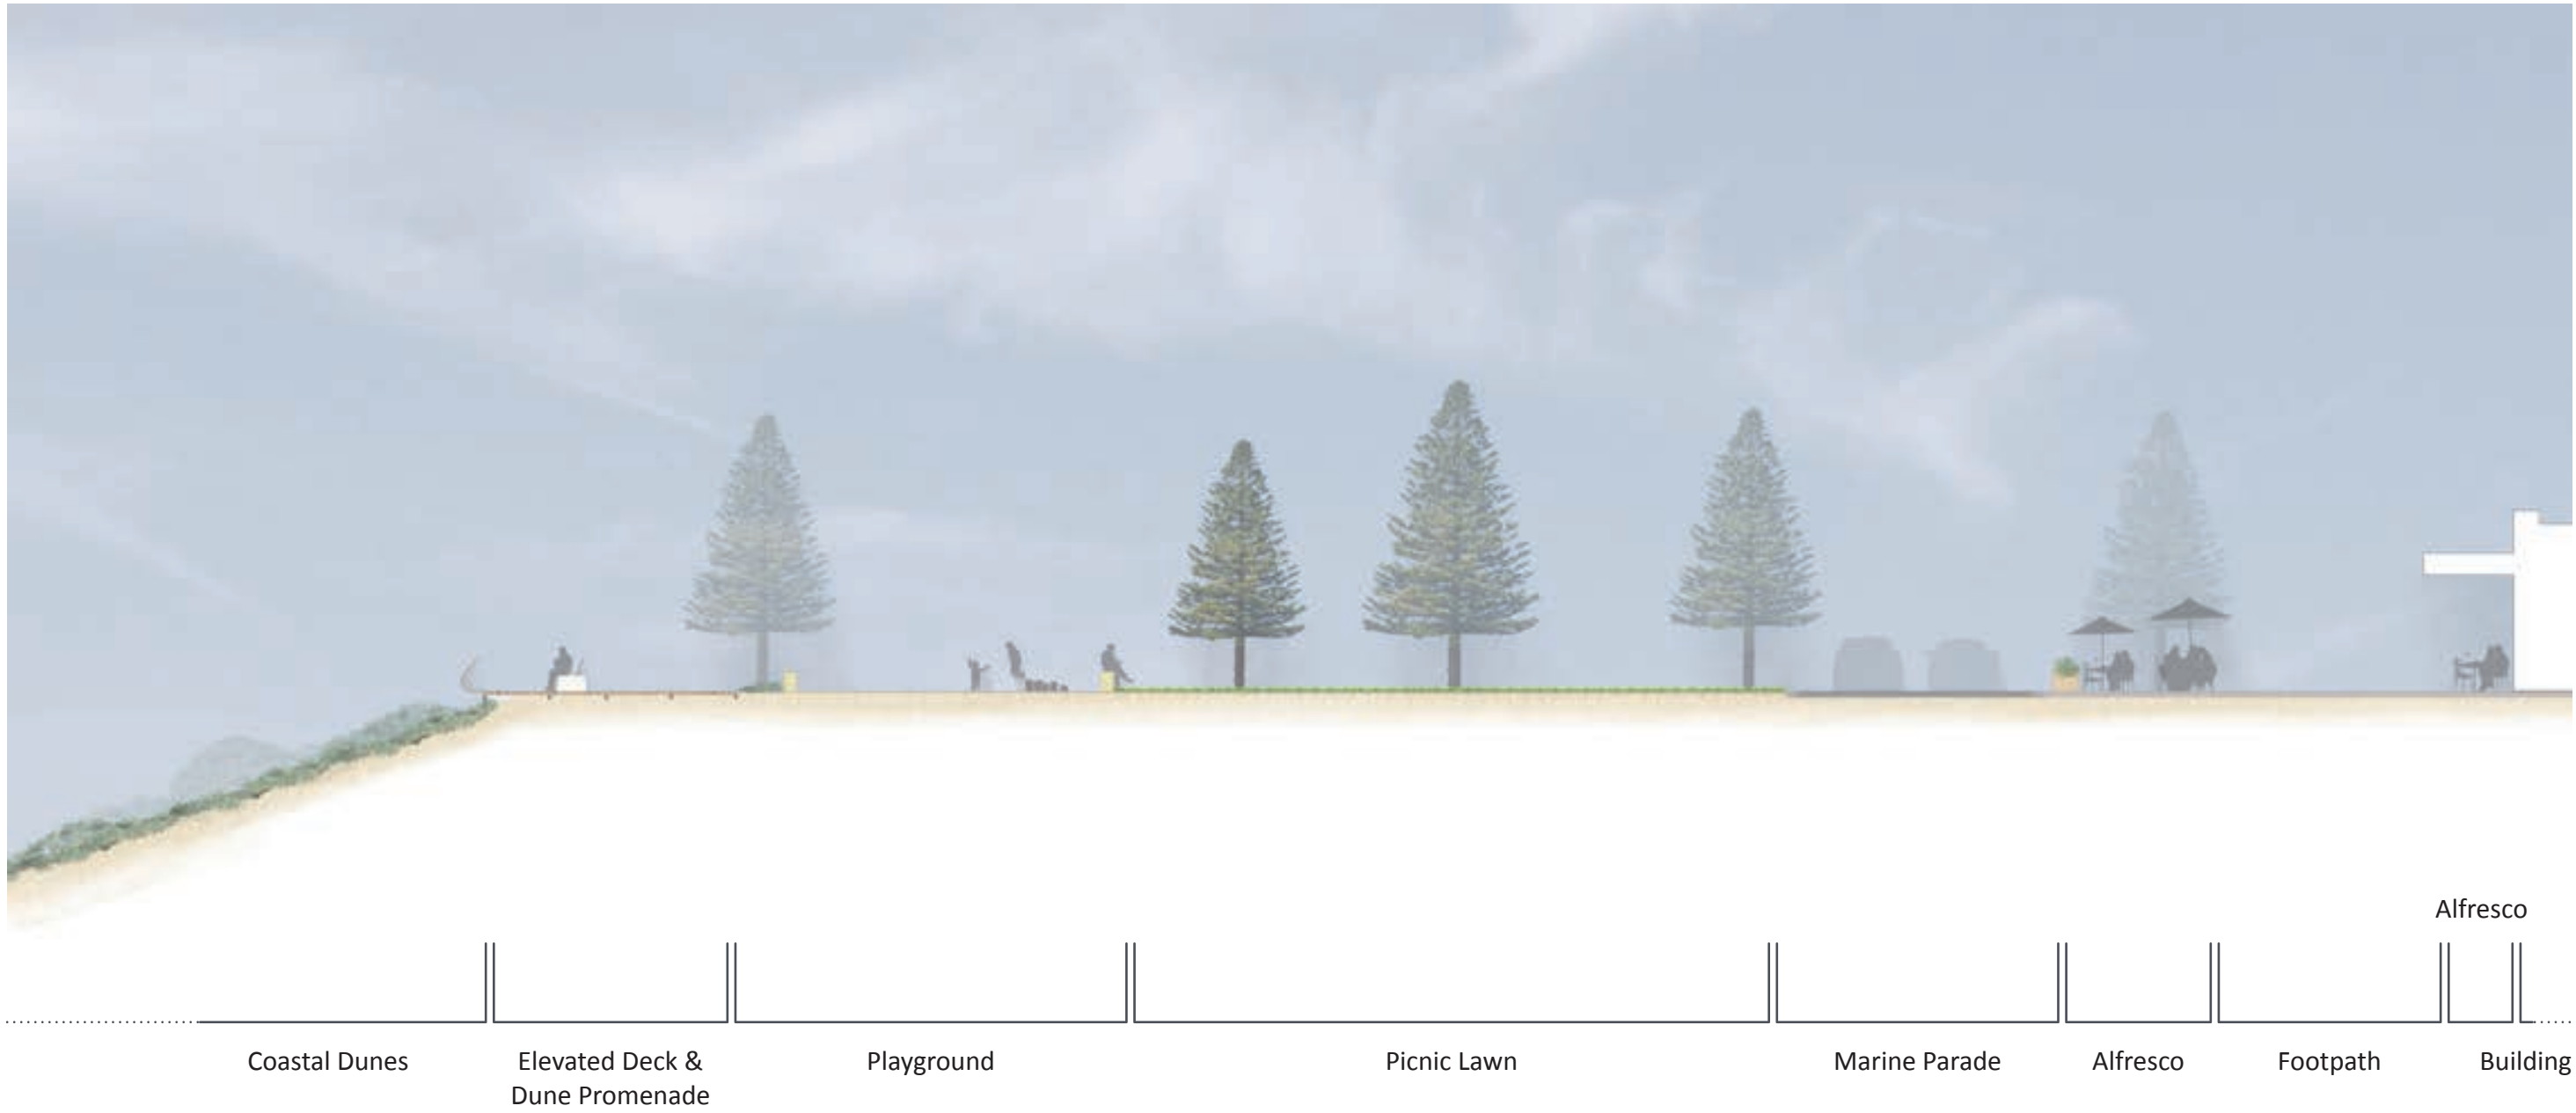 Alfresco
Coastal Dunes
Elevated Deck &
Dune Promenade
Playground
Picnic Lawn
Marine Parade
Alfresco
Footpath
Building